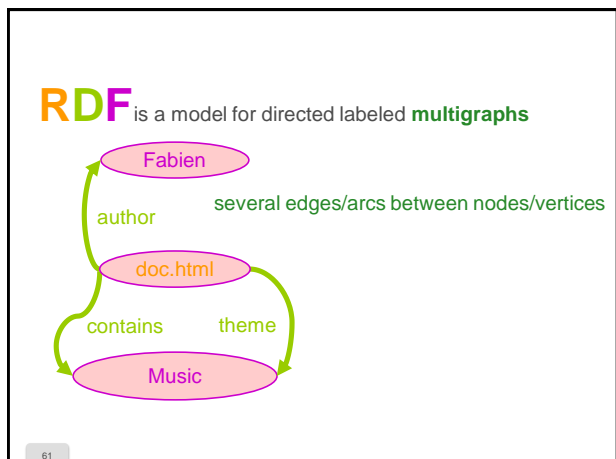 RDF is a model for directed labeled multigraphs
Fabien
several edges/arcs between nodes/vertices
author
doc.html
contains theme
Music
61